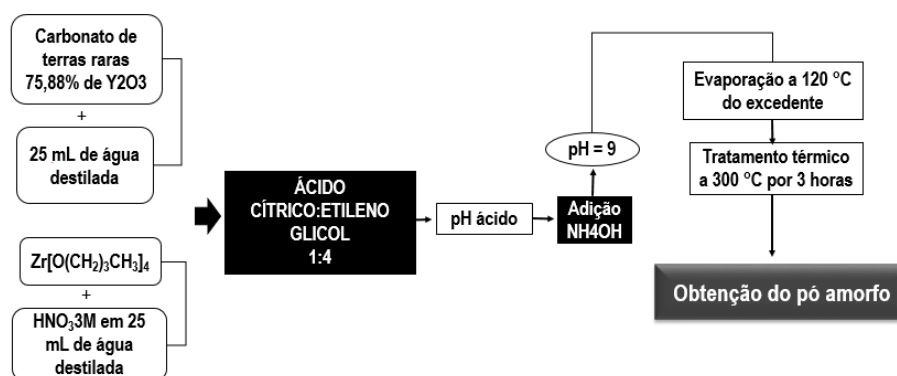 Carbonato de
terras raras
75,88% de Y2O3
+
25 mL de água
destilada
Zr[O(CH₂)₃CH₃]₄
+
HNO₃3M em 25
mL de água
destilada
ÁCIDO
CÍTRICO:ETILENO
GLICOL
1:4
pH ácido
Adição
NH4OH
pH = 9
Evaporação a 120 °C
do excedente
Tratamento térmico
a 300 °C por 3 horas
Obtenção do pó amorfo